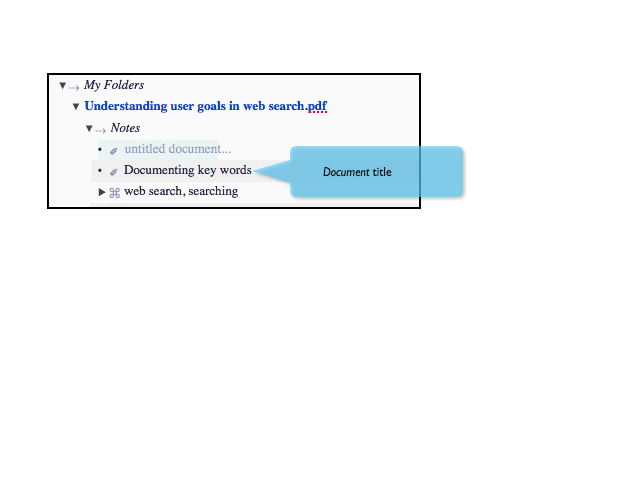 My Folders
Understanding user goals in web search.pdf
Notes
untitled document...
Documenting key words
Document title
web search, searching